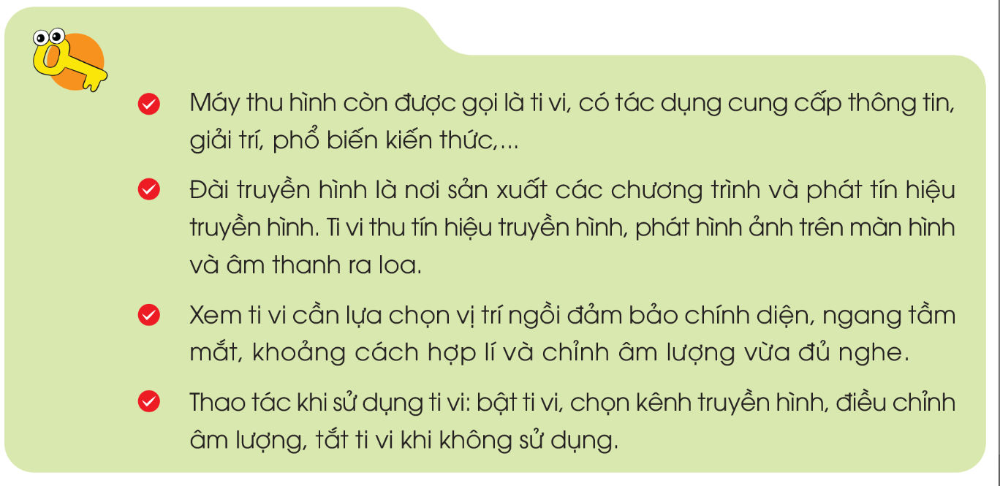 Máy thu hình còn được gọi là ti vi, có tác dụng cung cấp thông tin,
giải trí, phổ biến kiến thức,...
Đài truyền hình là nơi sản xuất các chương trình và phát tín hiệu
truyền hình. Ti vi thu tín hiệu truyền hình, phát hình ảnh trên màn hình
và âm thanh ra loa.
Xem ti vi cần lựa chọn vị trí ngồi đảm bảo chính diện, ngang tầm
mắt, khoảng cách hợp lí và chỉnh âm lượng vừa đủ nghe.
Thao tác khi sử dụng ti vi: bật ti vi, chọn kênh truyền hình, điều chỉnh
âm lượng, tắt ti vi khi không sử dụng.